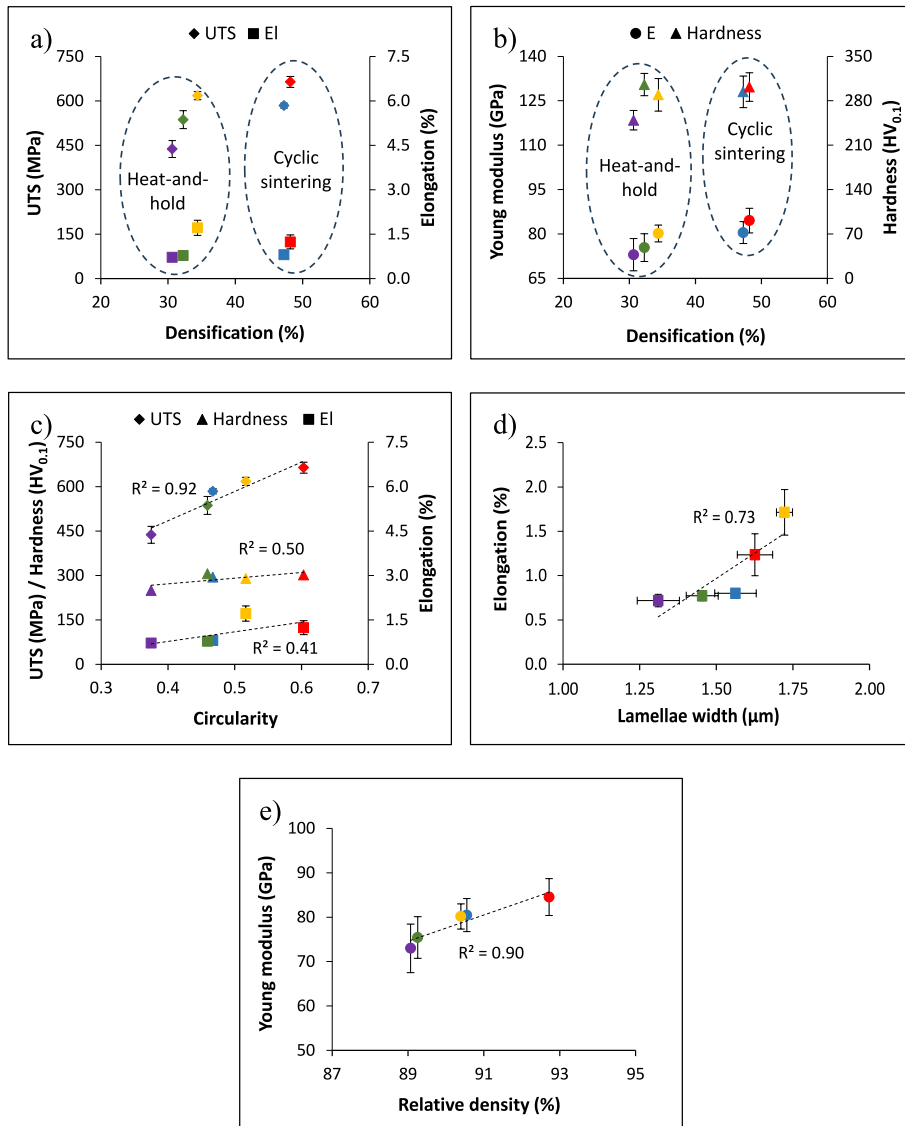 a)
UTS El
UTS (MPa)
750
600
450
300
150
0
7.5
6.0
4.5
3.0
1.5
0.0
Elongation (%)
Heat-and-
hold
Cyclic
sintering
20 30 40 50 60
Densification (%)
b)
E Hardness
Young modulus (GPa)
140
125
110
95
80
65
350
280
210
140
70
0
Hardness (HV0.1)
Heat-and-
hold
Cyclic
sintering
20 30 40 50 60
Densification (%)
c)
UTS Hardness El
UTS (MPa) / Hardness (HV0.1)
750
600
450
300
150
0
7.5
6.0
4.5
3.0
1.5
0.0
Elongation (%)
R² = 0.92
R² = 0.50
R² = 0.41
0.3 0.4 0.5 0.6 0.7
Circularity
d)
Elongation (%)
2.5
2.0
1.5
1.0
0.5
0.0
R² = 0.73
1.00 1.25 1.50 1.75 2.00
Lamellae width (µm)
e)
Young modulus (GPa)
100
90
80
70
60
50
R² = 0.90
87 89 91 93 95
Relative density (%)